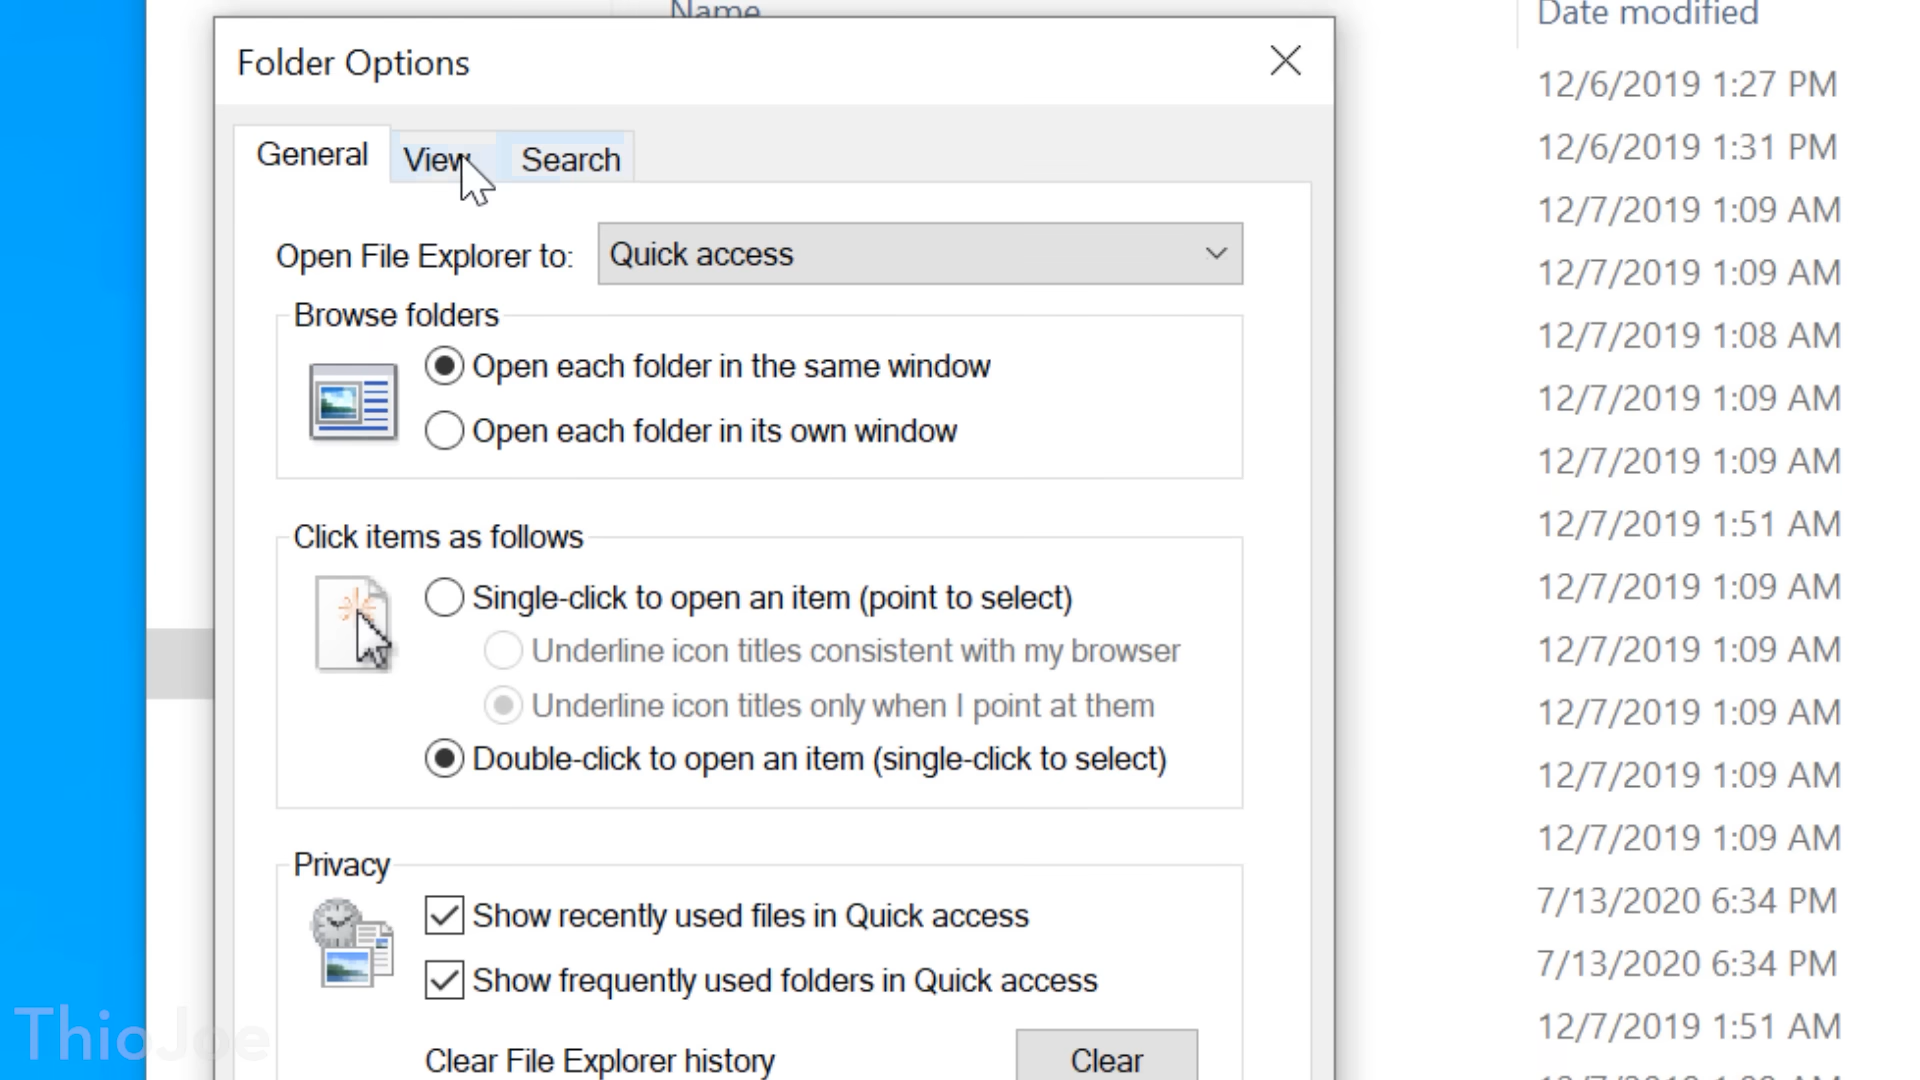 Name
Date modified
Folder Options
General
View
Search
Open File Explorer to:
Quick access
Browse folders
Open each folder in the same window
Open each folder in its own window
Click items as follows
Single-click to open an item (point to select)
Underline icon titles consistent with my browser
Underline icon titles only when I point at them
Double-click to open an item (single-click to select)
Privacy
Show recently used files in Quick access
Show frequently used folders in Quick access
Clear File Explorer history
Clear
12/6/2019 1:27 PM
12/6/2019 1:31 PM
12/7/2019 1:09 AM
12/7/2019 1:09 AM
12/7/2019 1:08 AM
12/7/2019 1:09 AM
12/7/2019 1:09 AM
12/7/2019 1:51 AM
12/7/2019 1:09 AM
12/7/2019 1:09 AM
12/7/2019 1:09 AM
12/7/2019 1:09 AM
12/7/2019 1:09 AM
7/13/2020 6:34 PM
7/13/2020 6:34 PM
12/7/2019 1:51 AM
ThioJoe